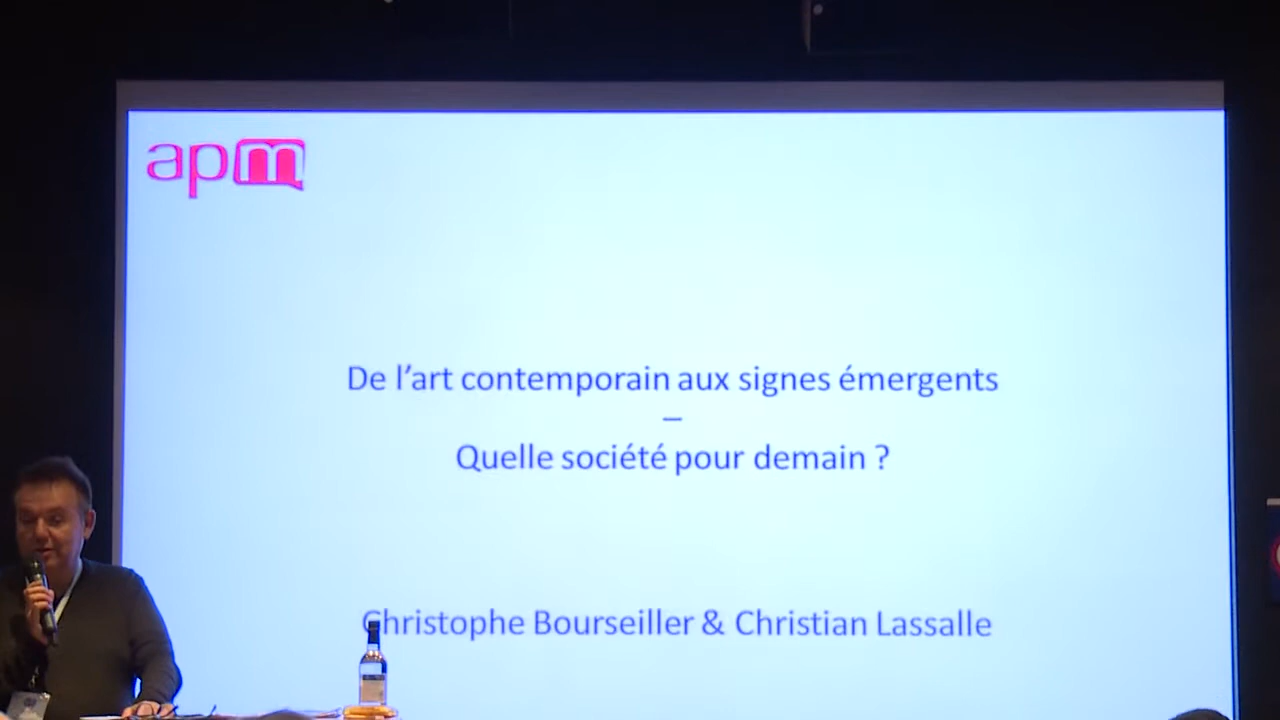 apm
De l’art contemporain aux signes émergents
–
Quelle société pour demain ?
Christophe Bourseiller & Christian Lassalle